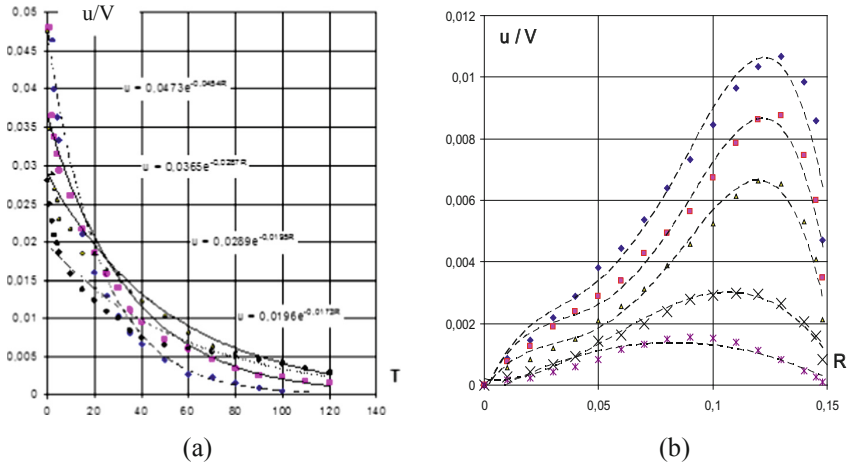 u/V
0.05
0.045
0.04
0.035
0.03
0.025
0.02
0.015
0.01
0.005
0
0 20 40 60 80 100 120 140
T
u = 0,0473e^-0,0454R
u = 0,0365e^-0,0257R
u = 0,0289e^-0,0195R
u = 0,0196e^-0,0173R
(a)
u / V
0,012
0,010
0,008
0,006
0,004
0,002
0,000
0 0,05 0,1 0,15
R
(b)